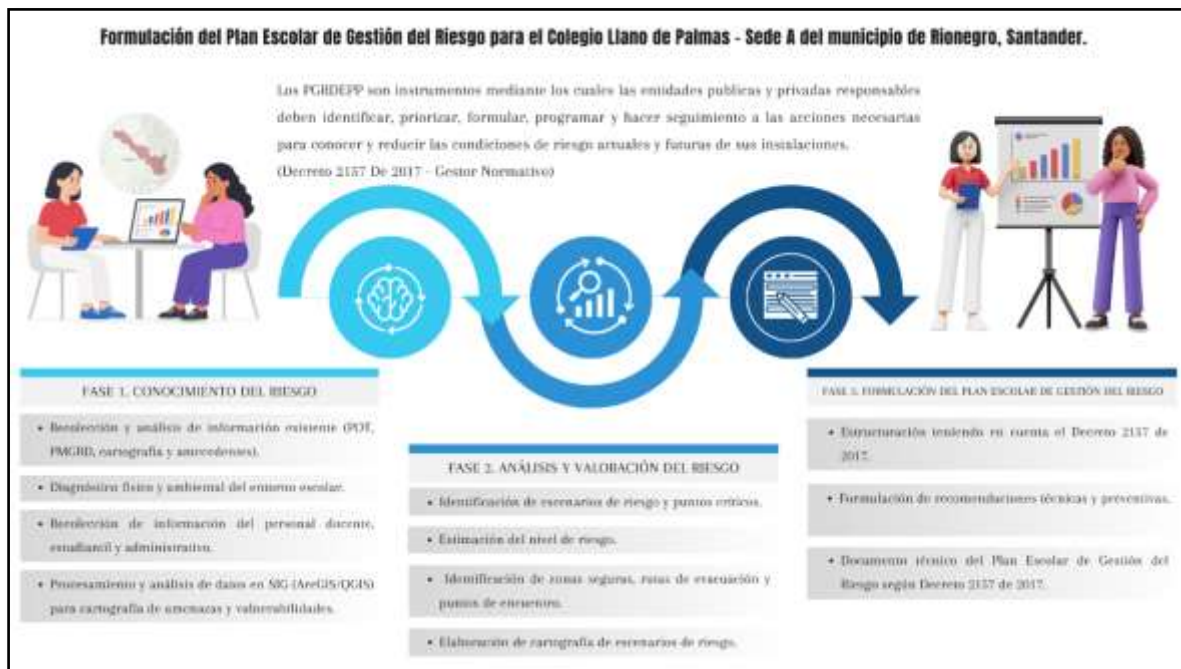 Formulación del Plan Escolar de Gestión del Riesgo para el Colegio Llano de Palmas - Sede A del municipio de Rionegro, Santander.
Los PGRDEPP son instrumentos mediante los cuales las entidades publicas y privadas responsables
deben identificar, priorizar, formular, programar y hacer seguimiento a las acciones necesarias
para conocer y reducir las condiciones de riesgo actuales y futuras de sus instalaciones.
(Decreto 2157 De 2017 - Gestor Normativo)
FASE 1. CONOCIMIENTO DEL RIESGO
• Recolección y análisis de información existente (POT,
PMGRD, cartografía y antecedentes).
• Diagnóstico físico y ambiental del entorno escolar.
• Recolección de información del personal docente,
estudiantil y administrativo.
• Procesamiento y análisis de datos en SIG (ArcGIS/QGIS)
para cartografía de amenazas y vulnerabilidades.
FASE 2. ANÁLISIS Y VALORACIÓN DEL RIESGO
• Identificación de escenarios de riesgo y puntos críticos.
• Estimación del nivel de riesgo.
• Identificación de zonas seguras, rutas de evacuación y
puntos de encuentro.
• Elaboración de cartografía de escenarios de riesgo.
FASE 3. FORMULACIÓN DEL PLAN ESCOLAR DE GESTIÓN DEL RIESGO
• Estructuración teniendo en cuenta el Decreto 2157 de
2017.
• Formulación de recomendaciones técnicas y preventivas.
• Documento técnico del Plan Escolar de Gestión del
Riesgo según Decreto 2157 de 2017.